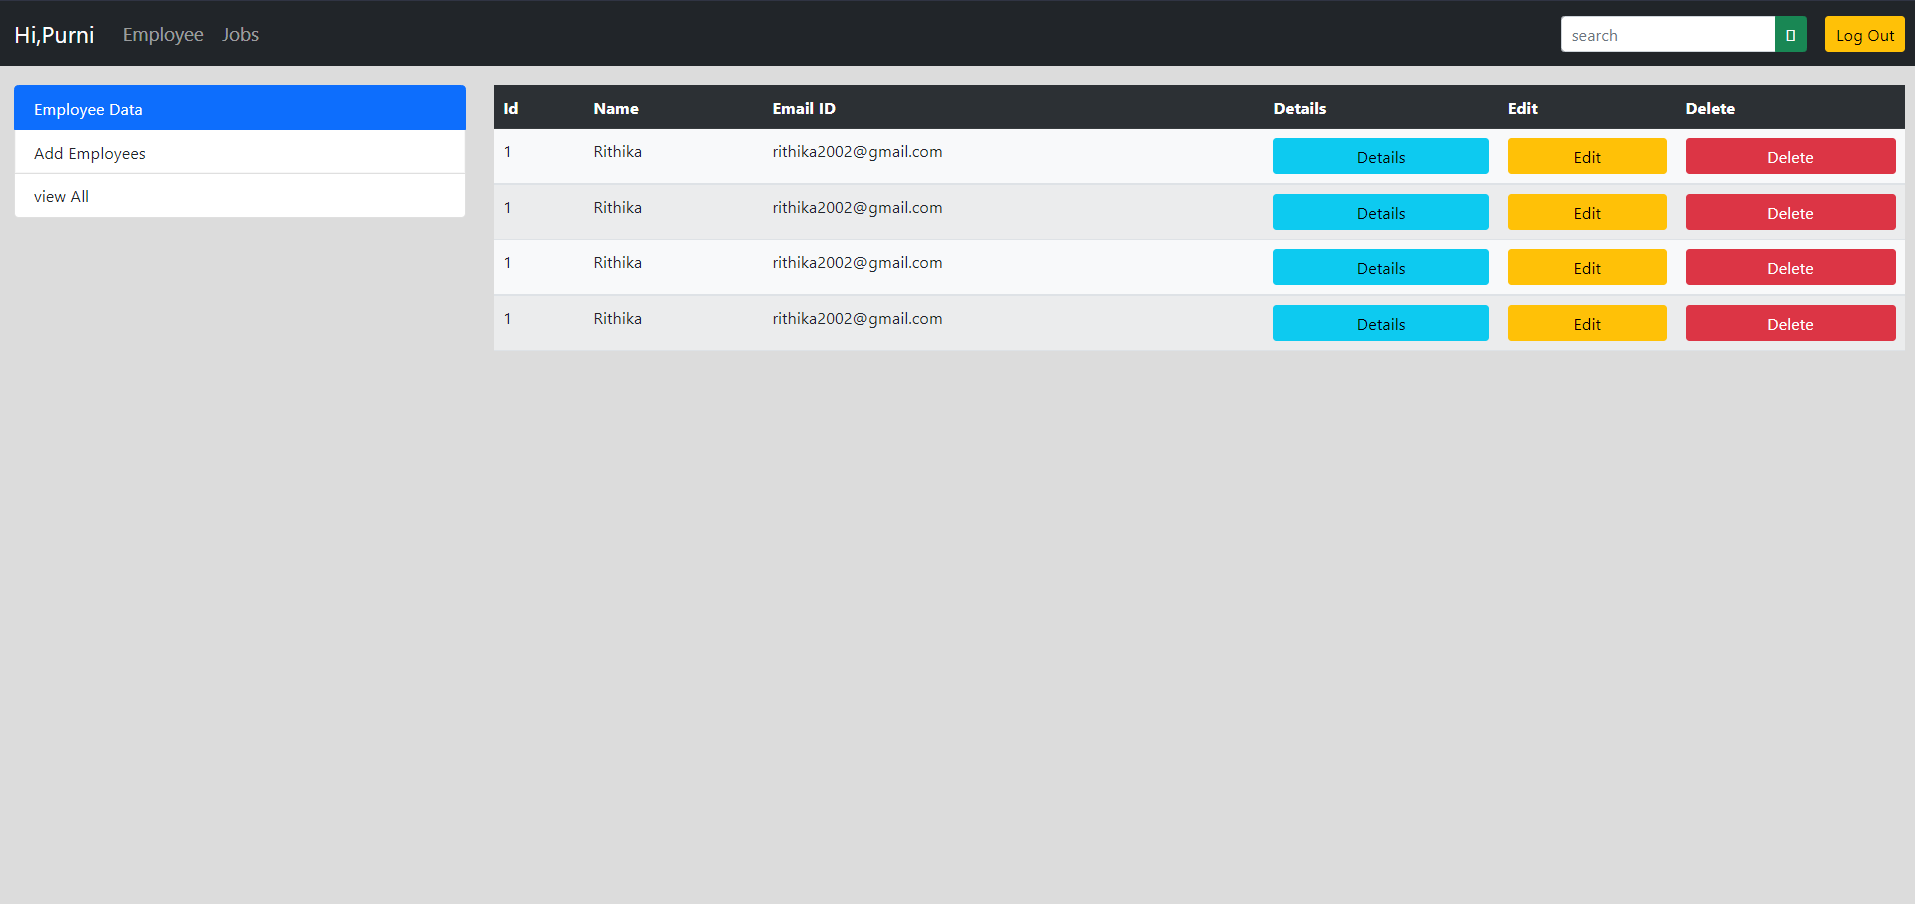 Hi,Purni Employee Jobs search Log Out
Employee Data
Add Employees
view All
Id Name Email ID Details Edit Delete
1 Rithika rithika2002@gmail.com Details Edit Delete
1 Rithika rithika2002@gmail.com Details Edit Delete
1 Rithika rithika2002@gmail.com Details Edit Delete
1 Rithika rithika2002@gmail.com Details Edit Delete